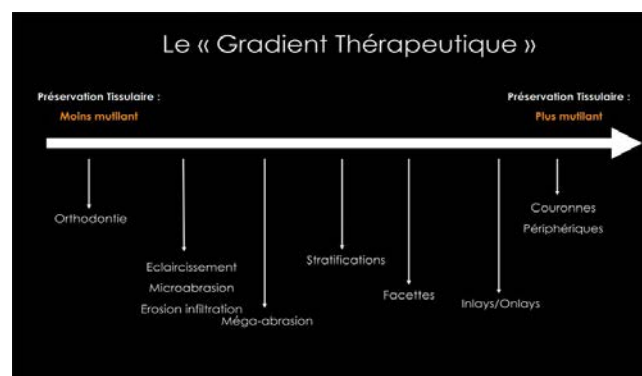 Le « Gradient Thérapeutique »
Préservation Tissulaire :
Moins mutilant
Préservation Tissulaire :
Plus mutilant
Orthodontie
Eclaircissement
Microabrasion
Erosion infiltration
Méga-abrasion
Stratifications
Facettes
Inlays/Onlays
Couronnes
Périphériques